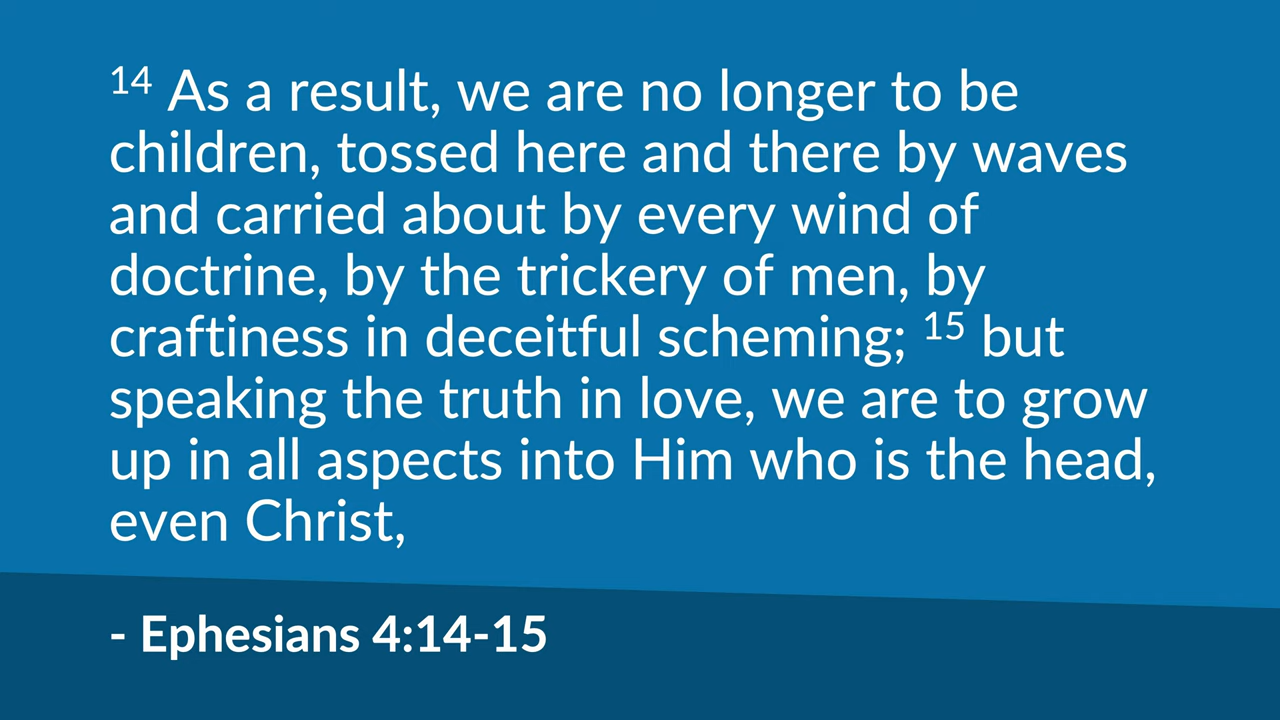 14 As a result, we are no longer to be
children, tossed here and there by waves
and carried about by every wind of
doctrine, by the trickery of men, by
craftiness in deceitful scheming; 15 but
speaking the truth in love, we are to grow
up in all aspects into Him who is the head,
even Christ,
- Ephesians 4:14-15